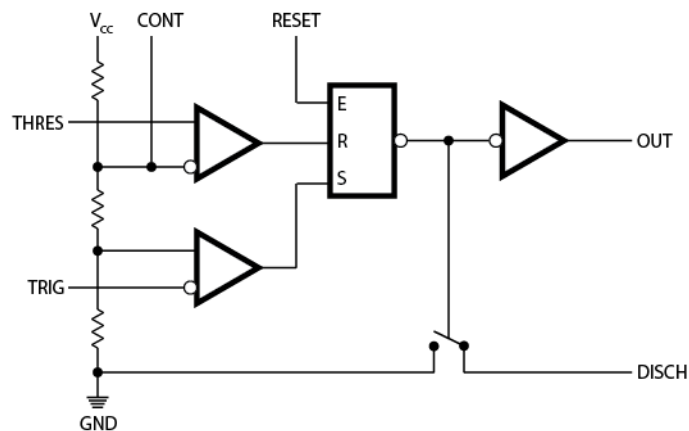 Vcc CONT RESET
THRES
E
R
S
OUT
TRIG
DISCH
GND